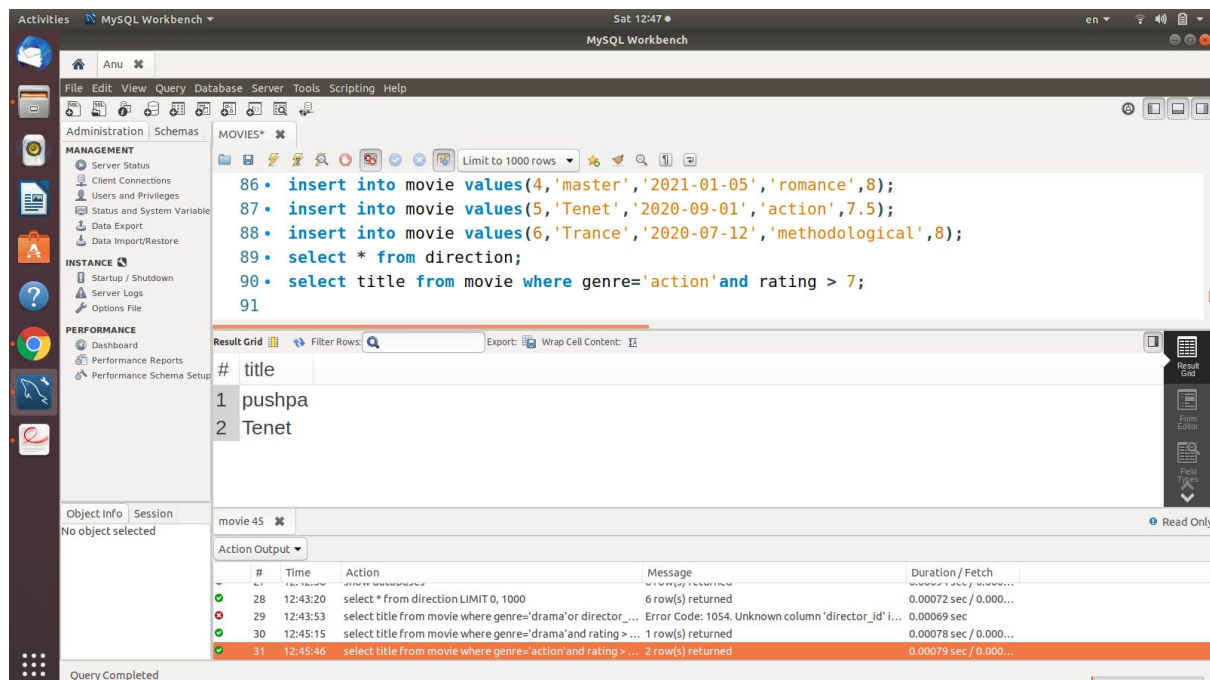 Activities MySQL Workbench Sat 12:47 en
MySQL Workbench
Anu
File Edit View Query Database Server Tools Scripting Help
Administration Schemas
MOVIES*
MANAGEMENT
Server Status
Client Connections
Users and Privileges
Status and System Variable
Data Export
Data Import/Restore
INSTANCE
Startup / Shutdown
Server Logs
Options File
PERFORMANCE
Dashboard
Performance Reports
Performance Schema Setup
Limit to 1000 rows
86 insert into movie values(4,'master','2021-01-05','romance',8);
87 insert into movie values(5,'Tenet','2020-09-01','action',7.5);
88 insert into movie values(6,'Trance','2020-07-12','methodological',8);
89 select * from direction;
90 select title from movie where genre='action'and rating > 7;
91
Result Grid Filter Rows: Export: Wrap Cell Content:
# title
1 pushpa
2 Tenet
Result Grid
Form Editor
Field Types
Object Info Session
No object selected
movie 45 Read Only
Action Output
# Time Action Message Duration / Fetch
28 12:43:20 select * from direction LIMIT 0, 1000 6 row(s) returned 0.00072 sec / 0.000...
29 12:43:53 select title from movie where genre='drama'or director_... Error Code: 1054. Unknown column 'director_id' i... 0.00069 sec
30 12:45:15 select title from movie where genre='drama'and rating > ... 1 row(s) returned 0.00078 sec / 0.000...
31 12:45:46 select title from movie where genre='action'and rating > ... 2 row(s) returned 0.00079 sec / 0.000...
Query Completed